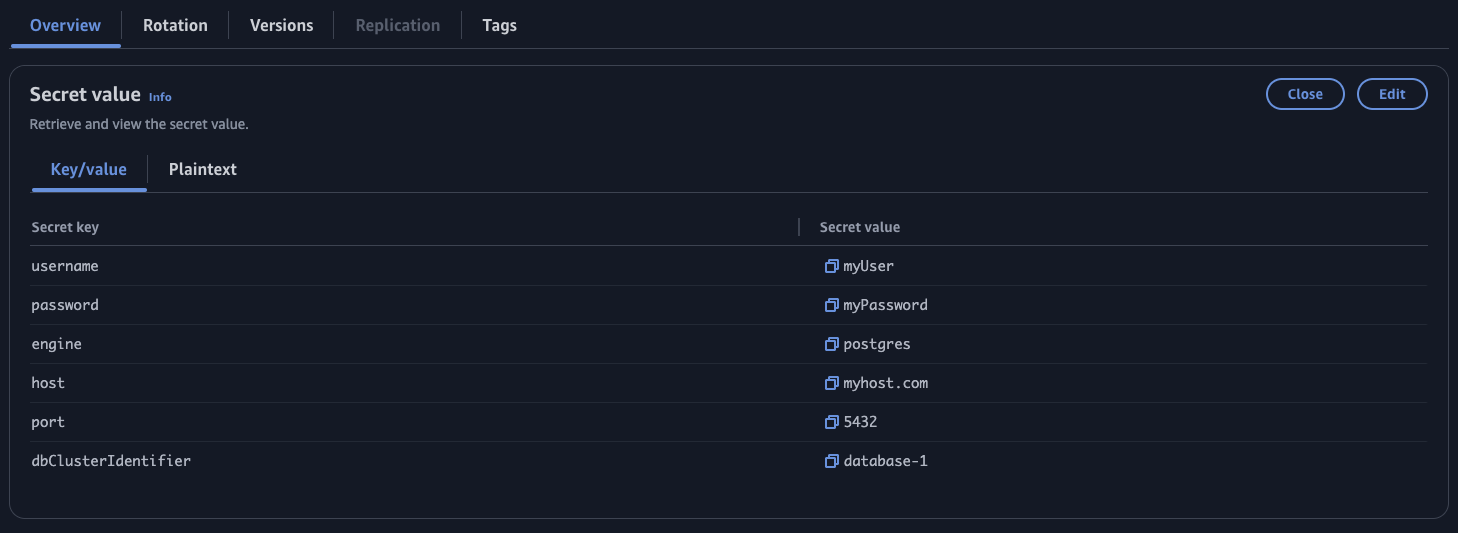 Overview Rotation Versions Replication Tags
Secret value Info Close Edit
Retrieve and view the secret value.
Key/value Plaintext
Secret key Secret value
username myUser
password myPassword
engine postgres
host myhost.com
port 5432
dbClusterIdentifier database-1